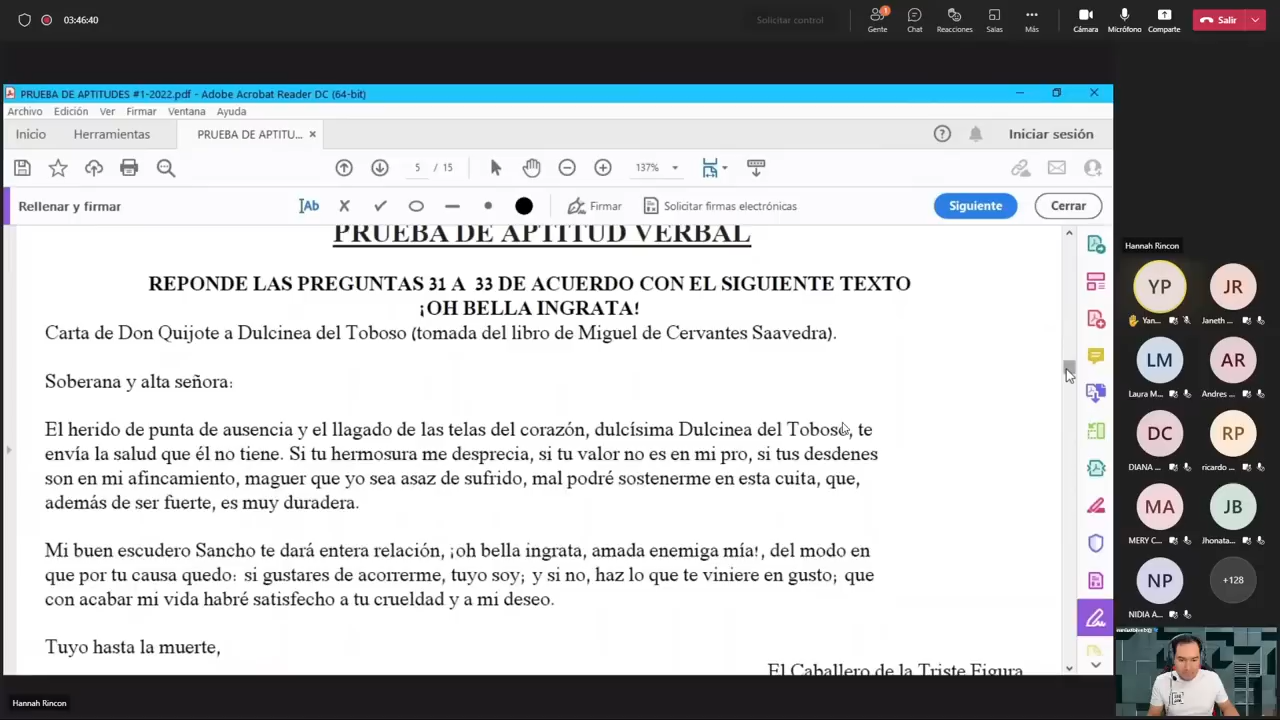 03:46:40
Solicitar control
1
Gente
Chat
Reacciones
Salas
Más
Cámara
Micrófono
Comparte
Salir
PRUEBA DE APTITUDES #1-2022.pdf - Adobe Acrobat Reader DC (64-bit)
Archivo Edición Ver Firmar Ventana Ayuda
Inicio Herramientas PRUEBA DE APTITU... ×
Iniciar sesión
5 / 15
137%
Rellenar y firmar
Ab
Firmar
Solicitar firmas electrónicas
Siguiente
Cerrar
PRUEBA DE APTITUD VERBAL
REPONDE LAS PREGUNTAS 31 A 33 DE ACUERDO CON EL SIGUIENTE TEXTO
¡OH BELLA INGRATA!
Carta de Don Quijote a Dulcinea del Toboso (tomada del libro de Miguel de Cervantes Saavedra).
Soberana y alta señora:
El herido de punta de ausencia y el llagado de las telas del corazón, dulcísima Dulcinea del Toboso, te
envía la salud que él no tiene. Si tu hermosura me desprecia, si tu valor no es en mi pro, si tus desdenes
son en mi afincamiento, maguer que yo sea asaz de sufrido, mal podré sostenerme en esta cuita, que,
además de ser fuerte, es muy duradera.
Mi buen escudero Sancho te dará entera relación, ¡oh bella ingrata, amada enemiga mía!, del modo en
que por tu causa quedo: si gustares de acorrerme, tuyo soy; y si no, haz lo que te viniere en gusto; que
con acabar mi vida habré satisfecho a tu crueldad y a mi deseo.
Tuyo hasta la muerte,
El Caballero de la Triste Figura
Hannah Rincon
YP
JR
Yan...
Janeth ...
LM
AR
Laura M...
Andres ...
DC
RP
DIANA ...
ricardo ...
MA
JB
MERY C...
Jhonata...
NP
+128
NIDIA A...
Hannah Rincon